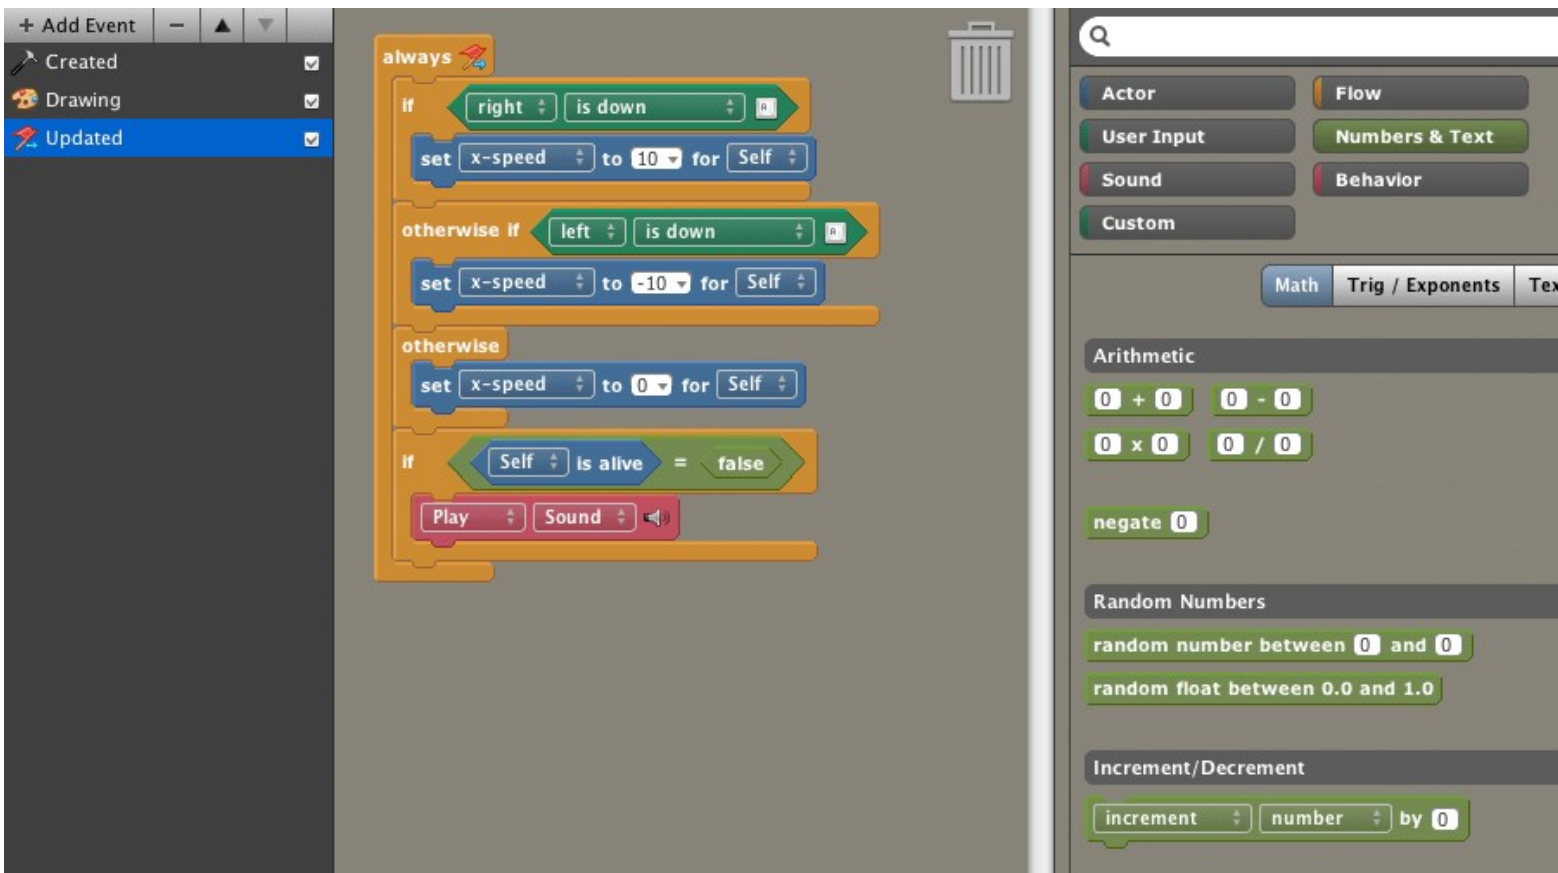 + Add Event
Created
Drawing
Updated
always
if right is down
set x-speed to 10 for Self
otherwise if left is down
set x-speed to -10 for Self
otherwise
set x-speed to 0 for Self
if Self is alive = false
Play Sound
Actor Flow
User Input Numbers & Text
Sound Behavior
Custom
Math Trig / Exponents
Arithmetic
0 + 0 0 - 0
0 x 0 0 / 0
negate 0
Random Numbers
random number between 0 and 0
random float between 0.0 and 1.0
Increment/Decrement
increment number by 0